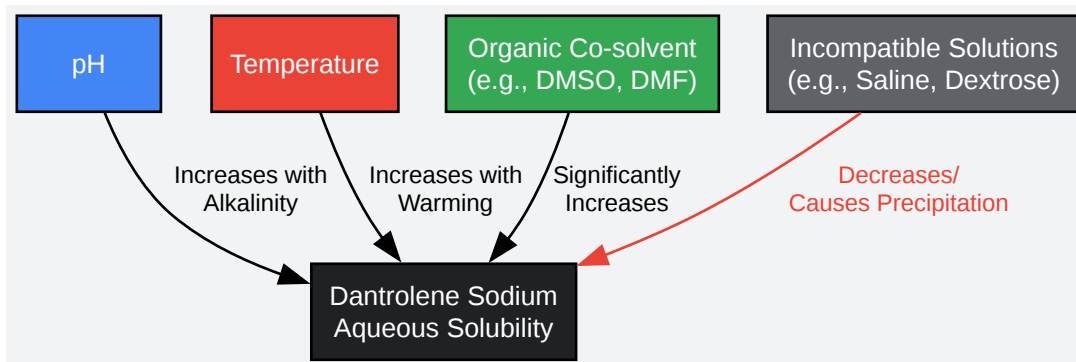 pH
Temperature
Organic Co-solvent
(e.g., DMSO, DMF)
Incompatible Solutions
(e.g., Saline, Dextrose)
Increases with
Alkalinity
Increases with
Warming
Significantly
Increases
Decreases/
Causes Precipitation
Dantrolene Sodium
Aqueous Solubility